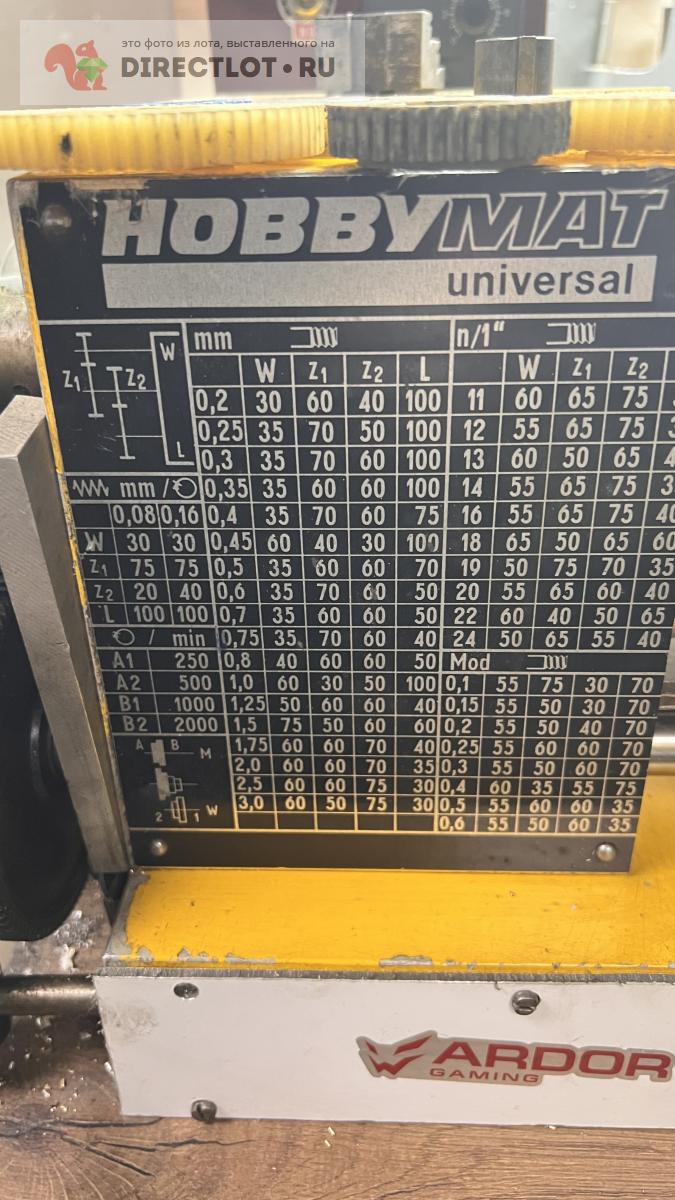 это фото из лота, выставленного на
DIRECTLOT.RU
HOBBYMAT
universal
W
Z1 Z2
L
mm
W Z1 Z2 L
0,2 30 60 40 100
0,25 35 70 50 100
0,3 35 70 60 100
0,35 35 60 60 100
0,4 35 70 60 75
0,45 60 40 30 100
0,5 35 60 60 70
0,6 35 70 60 50
0,7 35 60 60 50
0,75 35 70 60 40
0,8 40 60 60 50
1,0 60 30 50 100
1,25 50 60 60 40
1,5 75 50 60 60
1,75 60 60 70 40
2,0 60 60 70 35
2,5 60 60 75 30
3,0 60 50 75 30
mm /
0,08 0,16
W 30 30
Z1 75 75
Z2 20 40
L 100 100
/ min
A1 250
A2 500
B1 1000
B2 2000
A B M
2 1 W
n/1"
W Z1 Z2
11 60 65 75
12 55 65 75
13 60 50 65
14 55 65 75
16 55 65 75 40
18 65 50 65 60
19 50 75 70 35
20 55 65 60 40
22 60 40 50 65
24 50 65 55 40
Mod
0,1 55 75 30 70
0,15 55 50 30 70
0,2 55 50 40 70
0,25 55 60 60 70
0,3 55 50 60 70
0,4 60 35 55 75
0,5 55 60 60 35
0,6 55 50 60 35
ARDOR
GAMING